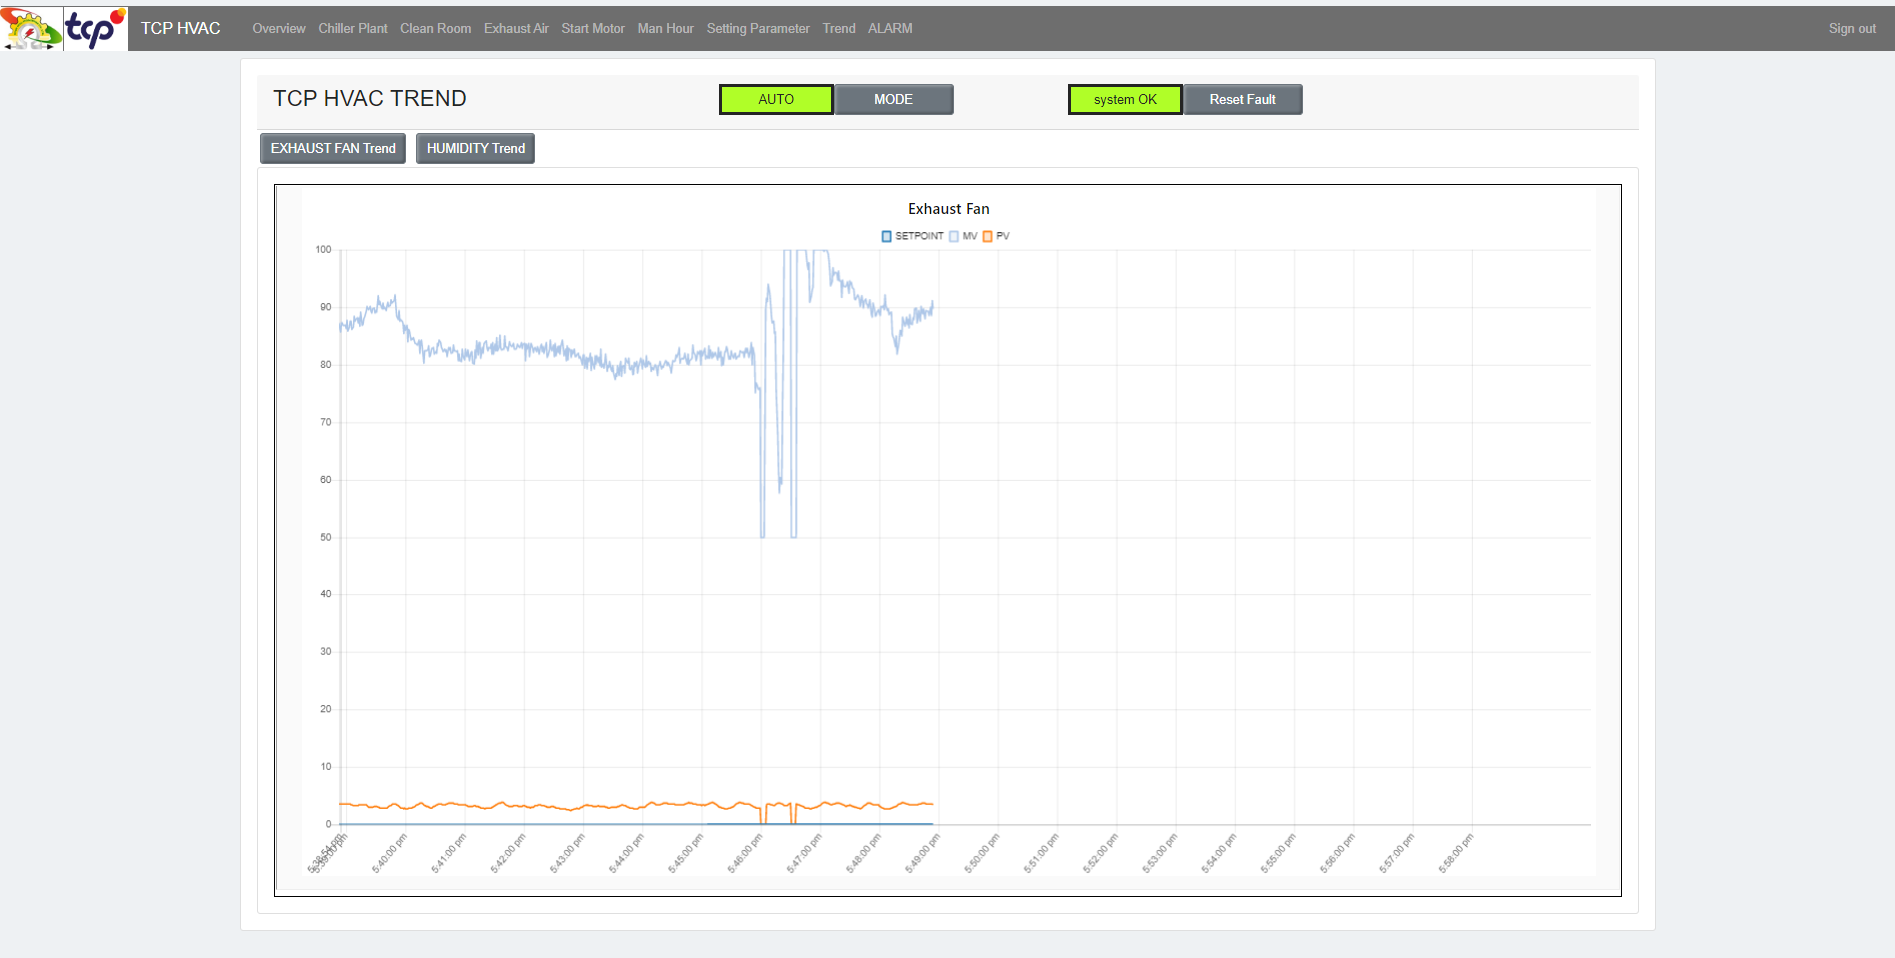 tcp TCP HVAC Overview Chiller Plant Clean Room Exhaust Air Start Motor Man Hour Setting Parameter Trend ALARM Sign out
TCP HVAC TREND AUTO MODE system OK Reset Fault
EXHAUST FAN Trend HUMIDITY Trend
Exhaust Fan
SETPOINT MV PV
100
90
80
70
60
50
40
30
20
10
0
5:39:00 pm 5:40:00 pm 5:41:00 pm 5:42:00 pm 5:43:00 pm 5:44:00 pm 5:45:00 pm 5:46:00 pm 5:47:00 pm 5:48:00 pm 5:49:00 pm 5:50:00 pm 5:51:00 pm 5:52:00 pm 5:53:00 pm 5:54:00 pm 5:55:00 pm 5:56:00 pm 5:57:00 pm 5:58:00 pm